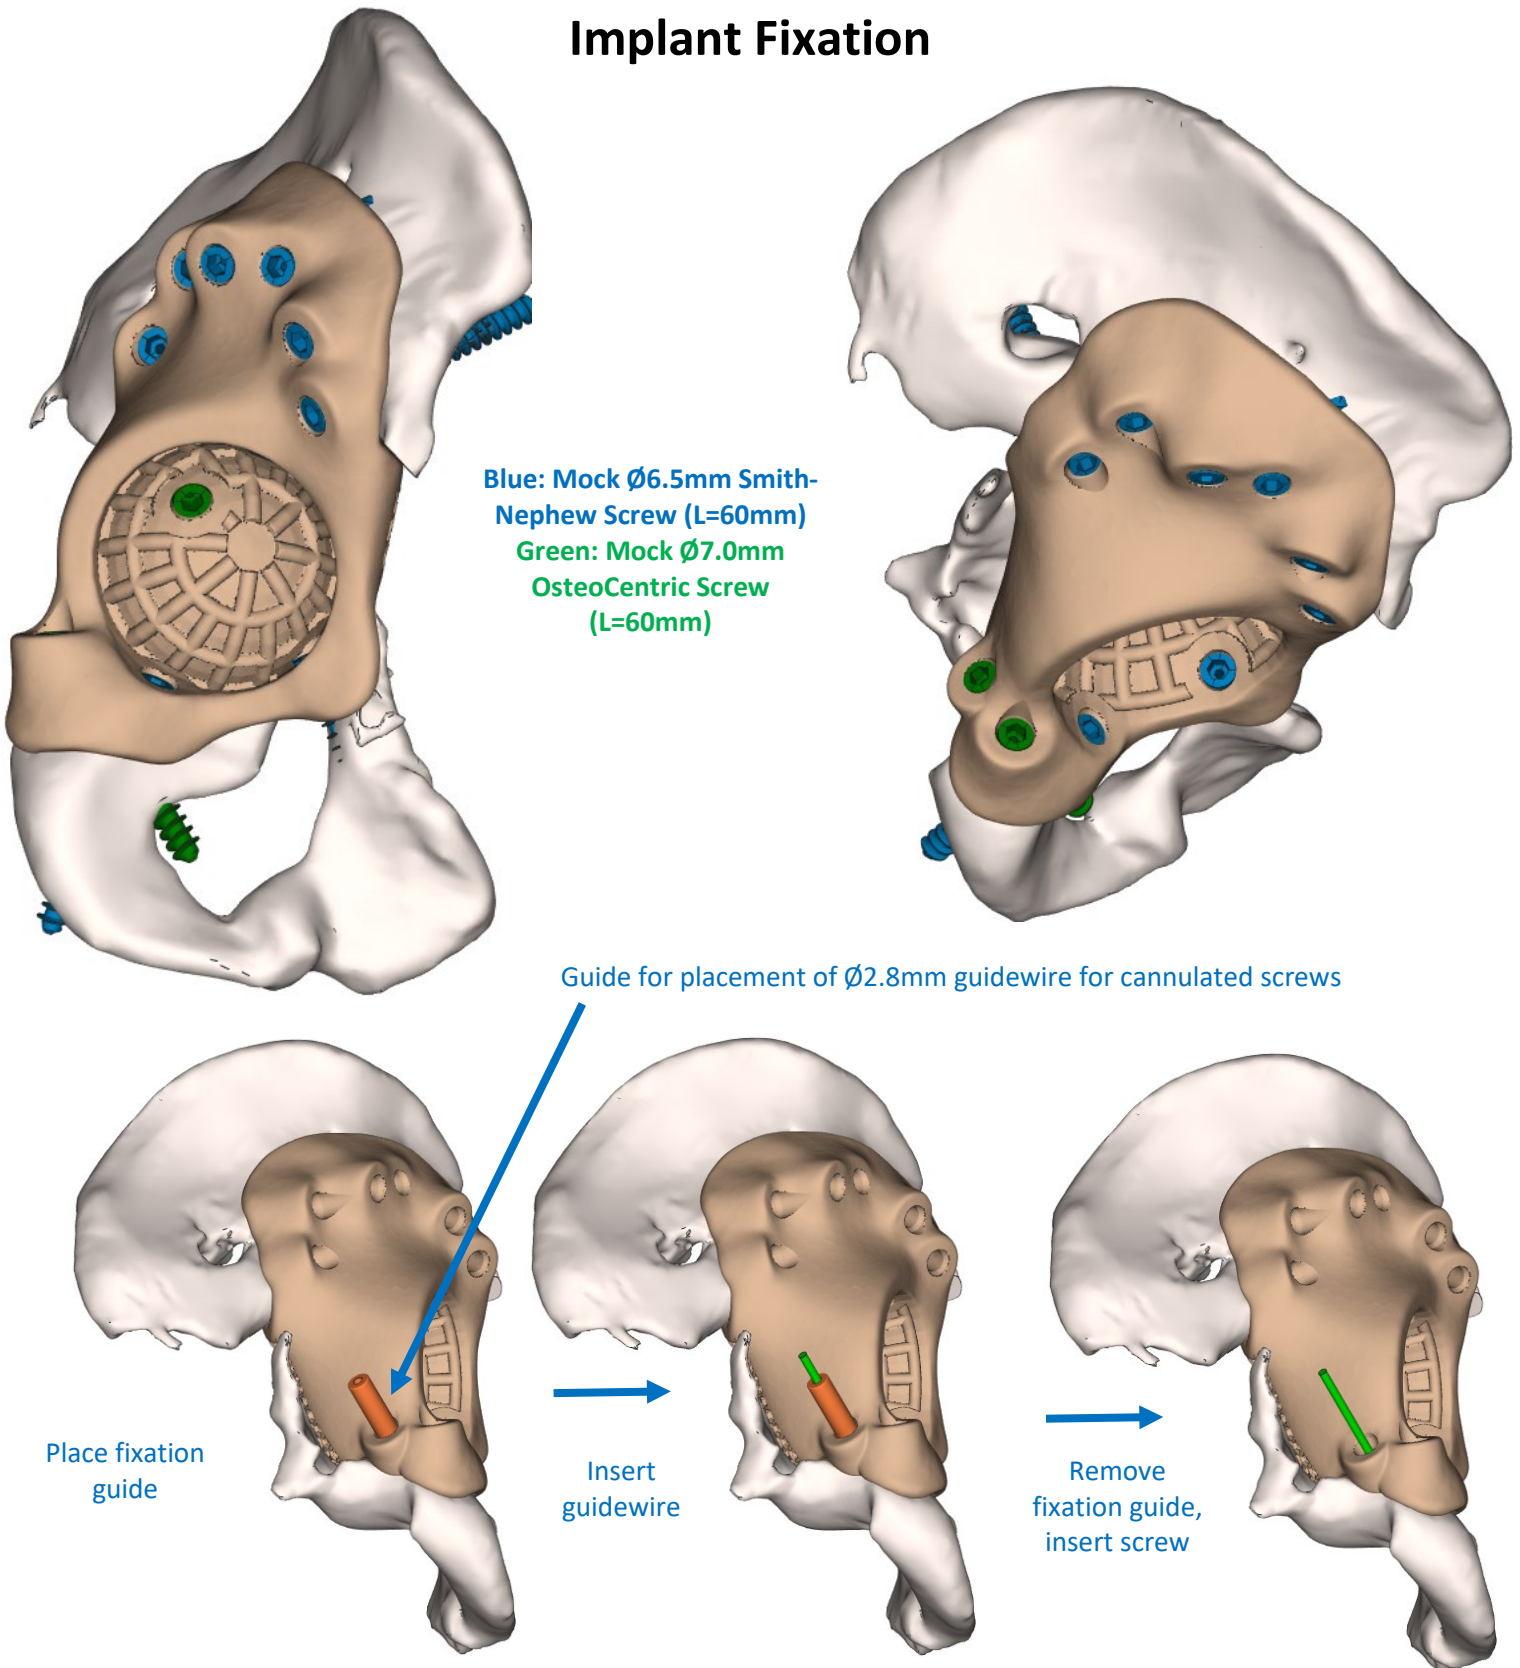 Implant Fixation
Blue: Mock Ø6.5mm Smith-
Nephew Screw (L=60mm)
Green: Mock Ø7.0mm
OsteoCentric Screw
(L=60mm)
Guide for placement of Ø2.8mm guidewire for cannulated screws
Place fixation
guide
Insert
guidewire
Remove
fixation guide,
insert screw